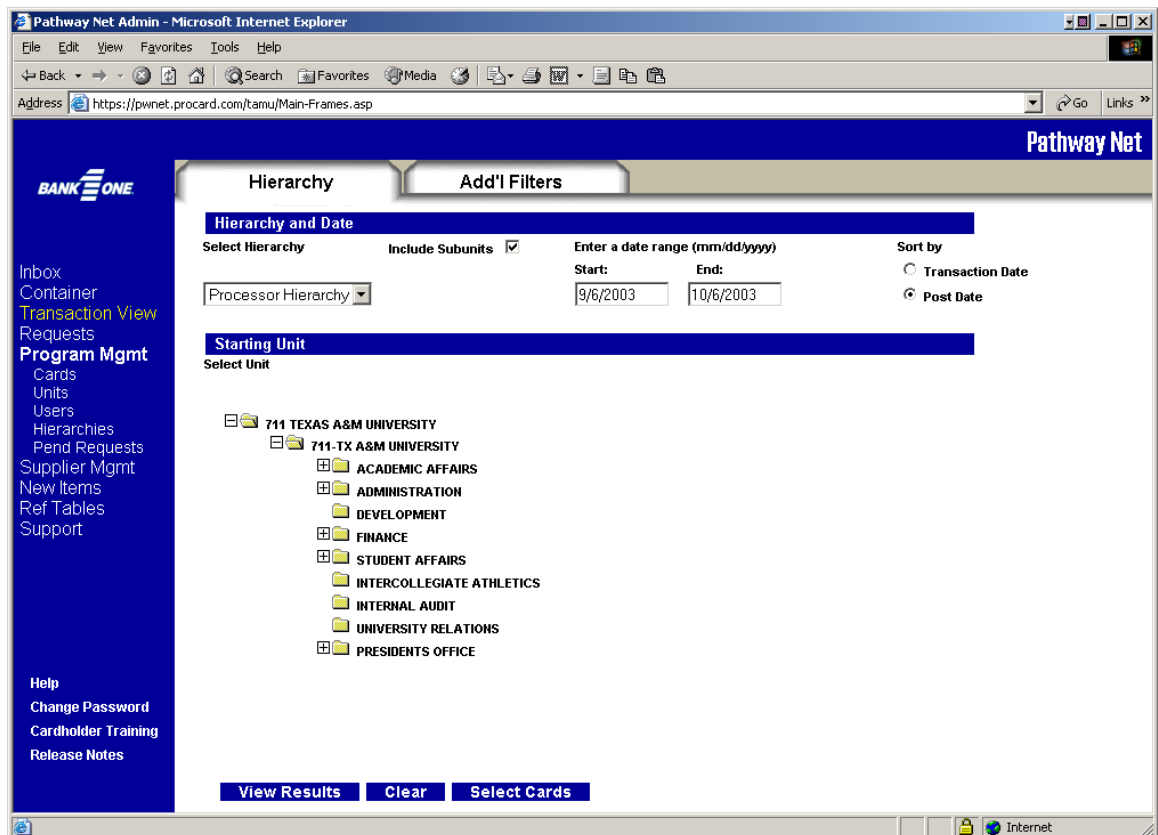 Pathway Net Admin - Microsoft Internet Explorer
File Edit View Favorites Tools Help
Back Search Favorites Media
Address https://pwnet.procard.com/tamu/Main-Frames.asp Go Links »
Pathway Net
BANK ONE.
Hierarchy Add'l Filters
Hierarchy and Date
Select Hierarchy Include Subunits Enter a date range (mm/dd/yyyy) Sort by
Start: End: Transaction Date
Processor Hierarchy 9/6/2003 10/6/2003 Post Date
Inbox
Container
Transaction View
Requests
Program Mgmt
Cards
Units
Users
Hierarchies
Pend Requests
Supplier Mgmt
New Items
Ref Tables
Support
Starting Unit
Select Unit
711 TEXAS A&M UNIVERSITY
711-TX A&M UNIVERSITY
ACADEMIC AFFAIRS
ADMINISTRATION
DEVELOPMENT
FINANCE
STUDENT AFFAIRS
INTERCOLLEGIATE ATHLETICS
INTERNAL AUDIT
UNIVERSITY RELATIONS
PRESIDENTS OFFICE
Help
Change Password
Cardholder Training
Release Notes
View Results Clear Select Cards
Internet